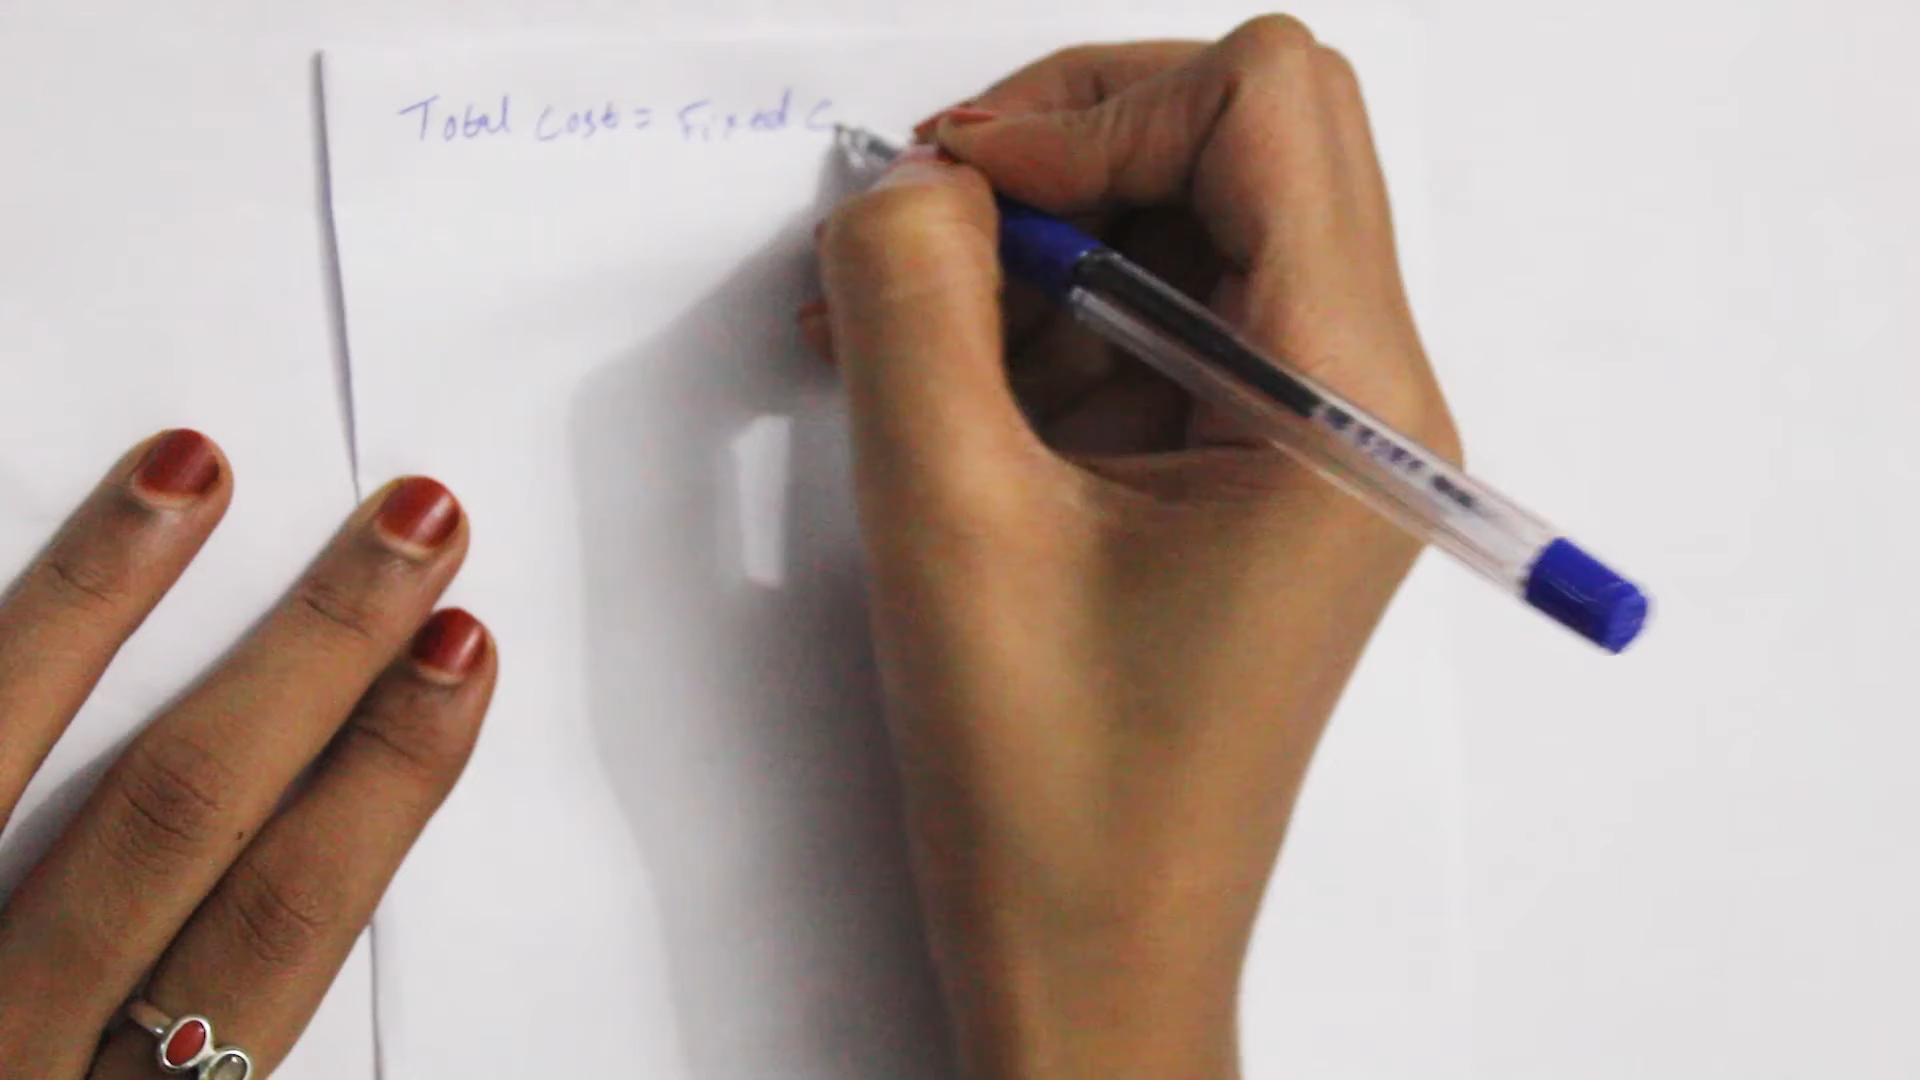 Total Cost = Fixed C